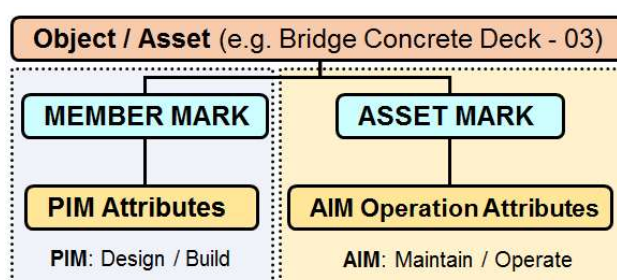 Object / Asset (e.g. Bridge Concrete Deck - 03)
MEMBER MARK
ASSET MARK
PIM Attributes
AIM Operation Attributes
PIM: Design / Build
AIM: Maintain / Operate